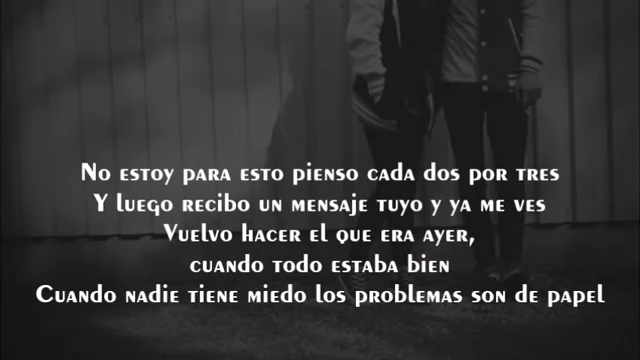 No estoy para esto pienso cada dos por tres
Y luego recibo un mensaje tuyo y ya me ves
Vuelvo hacer el que era ayer,
cuando todo estaba bien
Cuando nadie tiene miedo los problemas son de papel